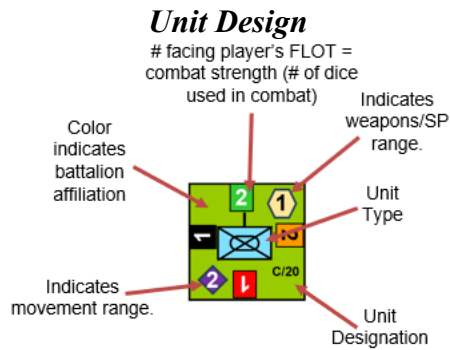 Unit Design
# facing player's FLOT =
combat strength (# of dice
used in combat)
Indicates
weapons/SP
range.
Color
indicates
battalion
affiliation
Unit
Type
2
1
1
2
C/20
2
1
Indicates
movement range.
Unit
Designation